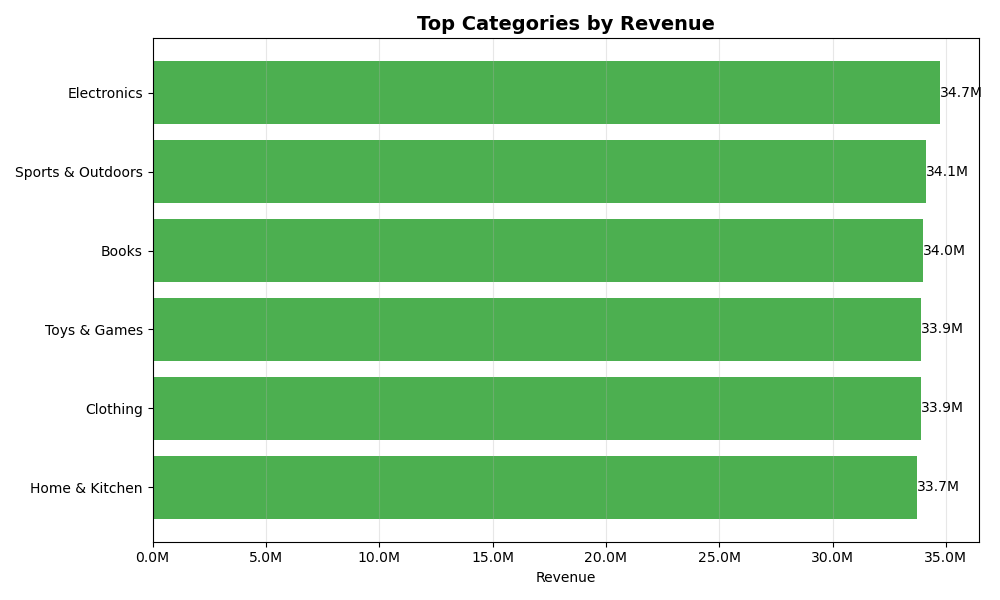 Top Categories by Revenue
Electronics 34.7M
Sports & Outdoors 34.1M
Books 34.0M
Toys & Games 33.9M
Clothing 33.9M
Home & Kitchen 33.7M
0.0M 5.0M 10.0M 15.0M 20.0M 25.0M 30.0M 35.0M
Revenue